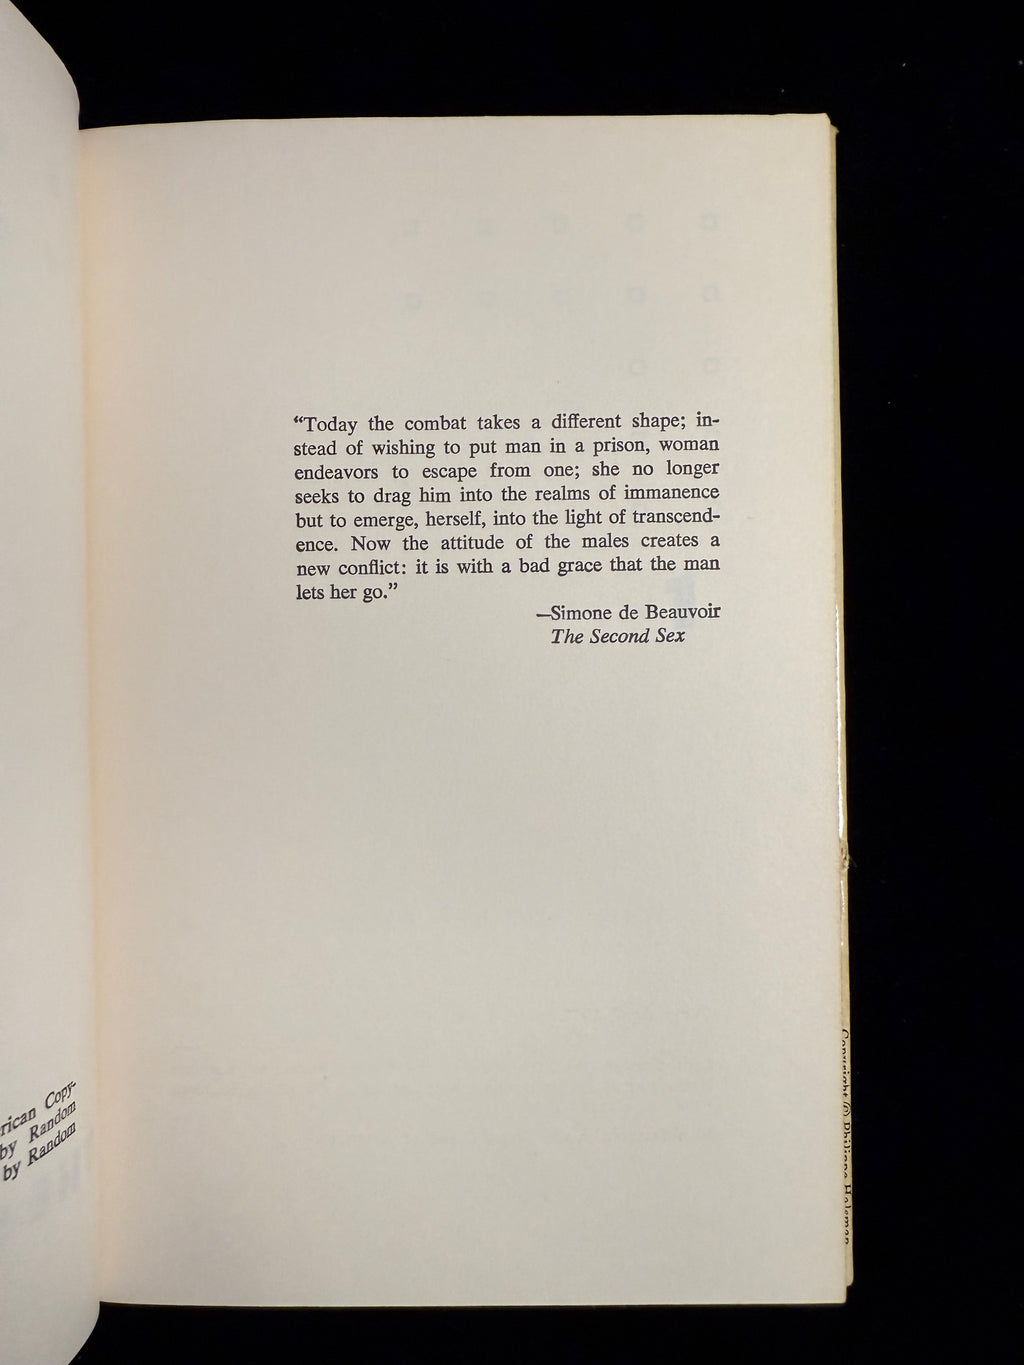 "Today the combat takes a different shape; in-
stead of wishing to put man in a prison, woman
endeavors to escape from one; she no longer
seeks to drag him into the realms of immanence
but to emerge, herself, into the light of transcend-
ence. Now the attitude of the males creates a
new conflict: it is with a bad grace that the man
lets her go."
—Simone de Beauvoir
The Second Sex
rican Copy-
by Random
by Random
Copyright © Philippe Halsman